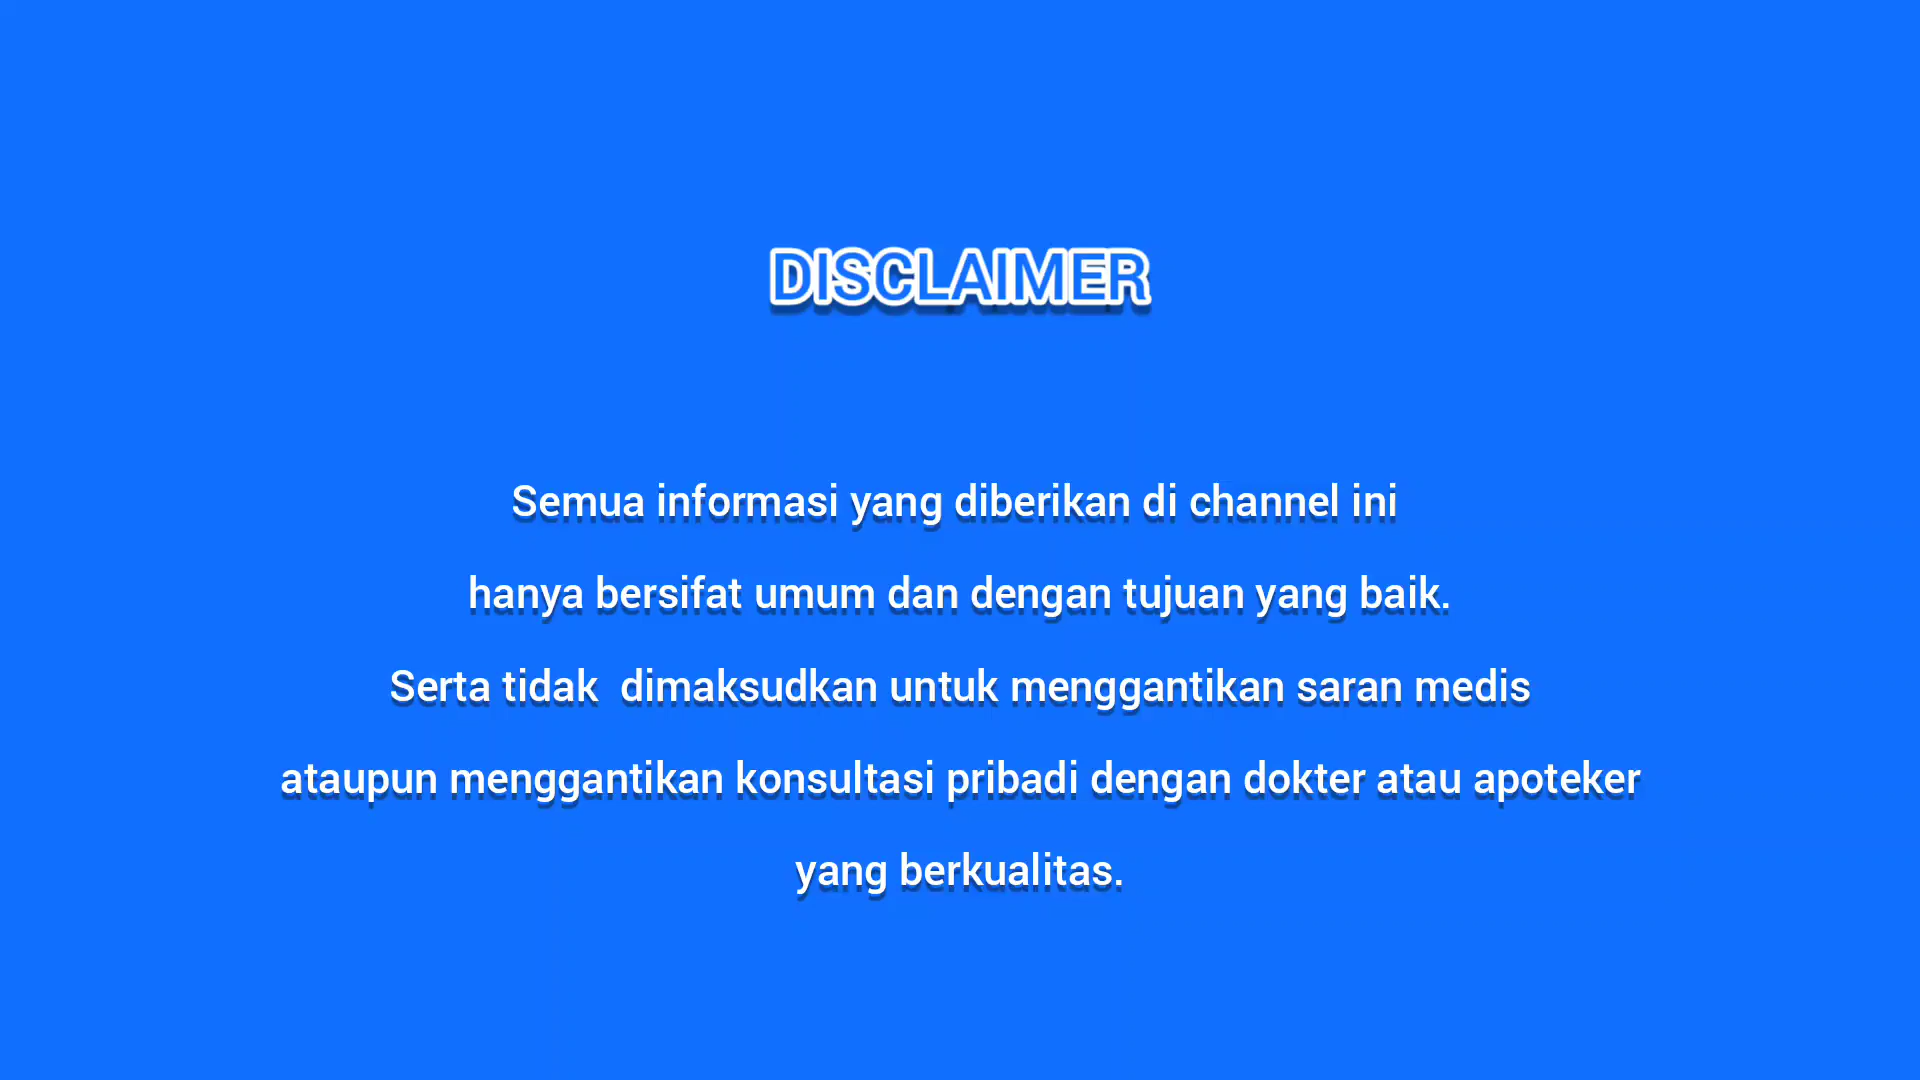 DISCLAIMER
Semua informasi yang diberikan di channel ini
hanya bersifat umum dan dengan tujuan yang baik.
Serta tidak  dimaksudkan untuk menggantikan saran medis
ataupun menggantikan konsultasi pribadi dengan dokter atau apoteker
yang berkualitas.